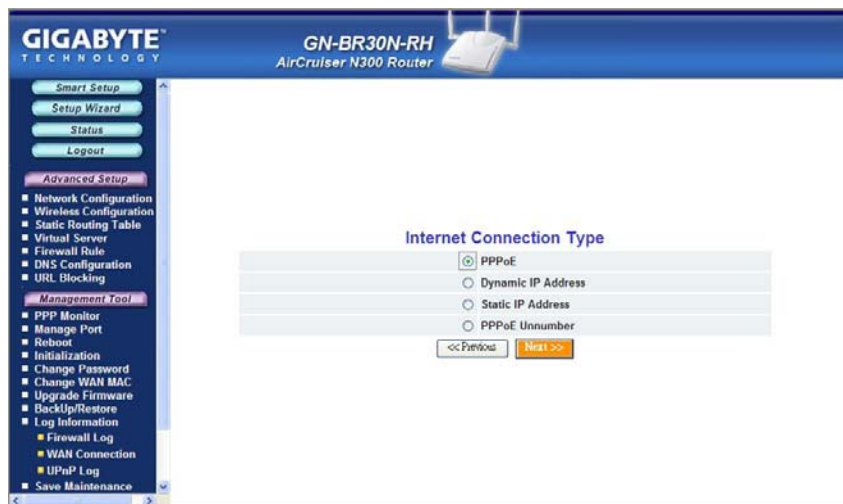 GIGABYTE™
TECHNOLOGY
GN-BR30N-RH
AirCruiser N300 Router
Smart Setup
Setup Wizard
Status
Logout
Advanced Setup
Network Configuration
Wireless Configuration
Static Routing Table
Virtual Server
Firewall Rule
DNS Configuration
URL Blocking
Management Tool
PPP Monitor
Manage Port
Reboot
Initialization
Change Password
Change WAN MAC
Upgrade Firmware
BackUp/Restore
Log Information
Firewall Log
WAN Connection
UPnP Log
Save Maintenance
Internet Connection Type
PPPoE
Dynamic IP Address
Static IP Address
PPPoE Unnumber
<< Previous Next >>